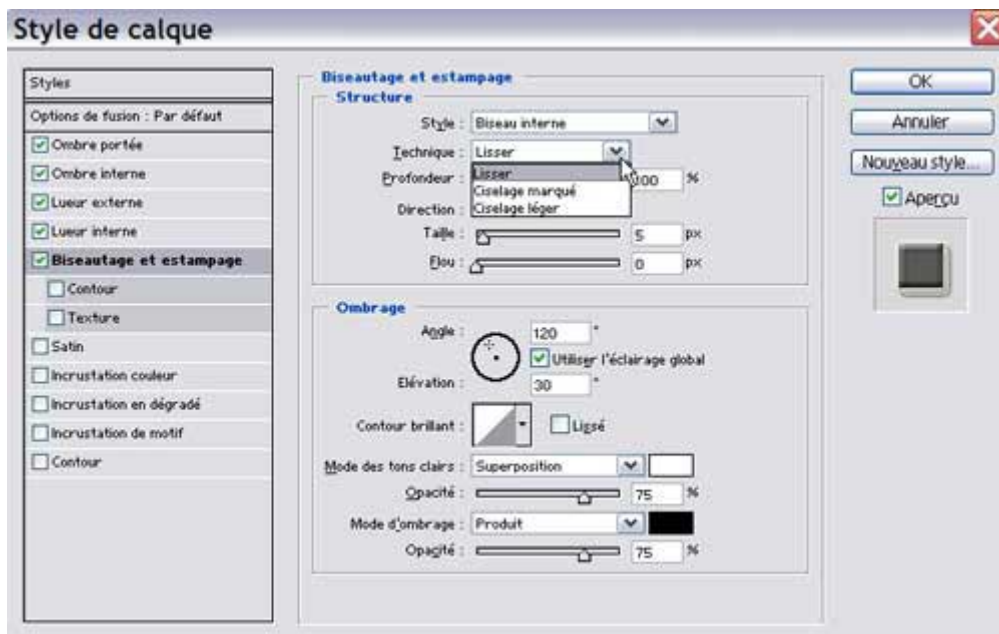 Style de calque
Styles
Options de fusion : Par défaut
Ombre portée
Ombre interne
Lueur externe
Lueur interne
Biseautage et estampage
Contour
Texture
Satin
Incrustation couleur
Incrustation en dégradé
Incrustation de motif
Contour
Biseautage et estampage
Structure
Style : Biseau interne
Technique : Lisser
Lisser
Ciselage marqué
Ciselage léger
Profondeur : 100 %
Direction :
Taille : 5 px
Flou : 0 px
Ombrage
Angle : 120 °
Utiliser l'éclairage global
Elévation : 30 °
Contour brillant : Lissé
Mode des tons clairs : Superposition
Opacité : 75 %
Mode d'ombrage : Produit
Opacité : 75 %
OK
Annuler
Nouveau style...
Aperçu